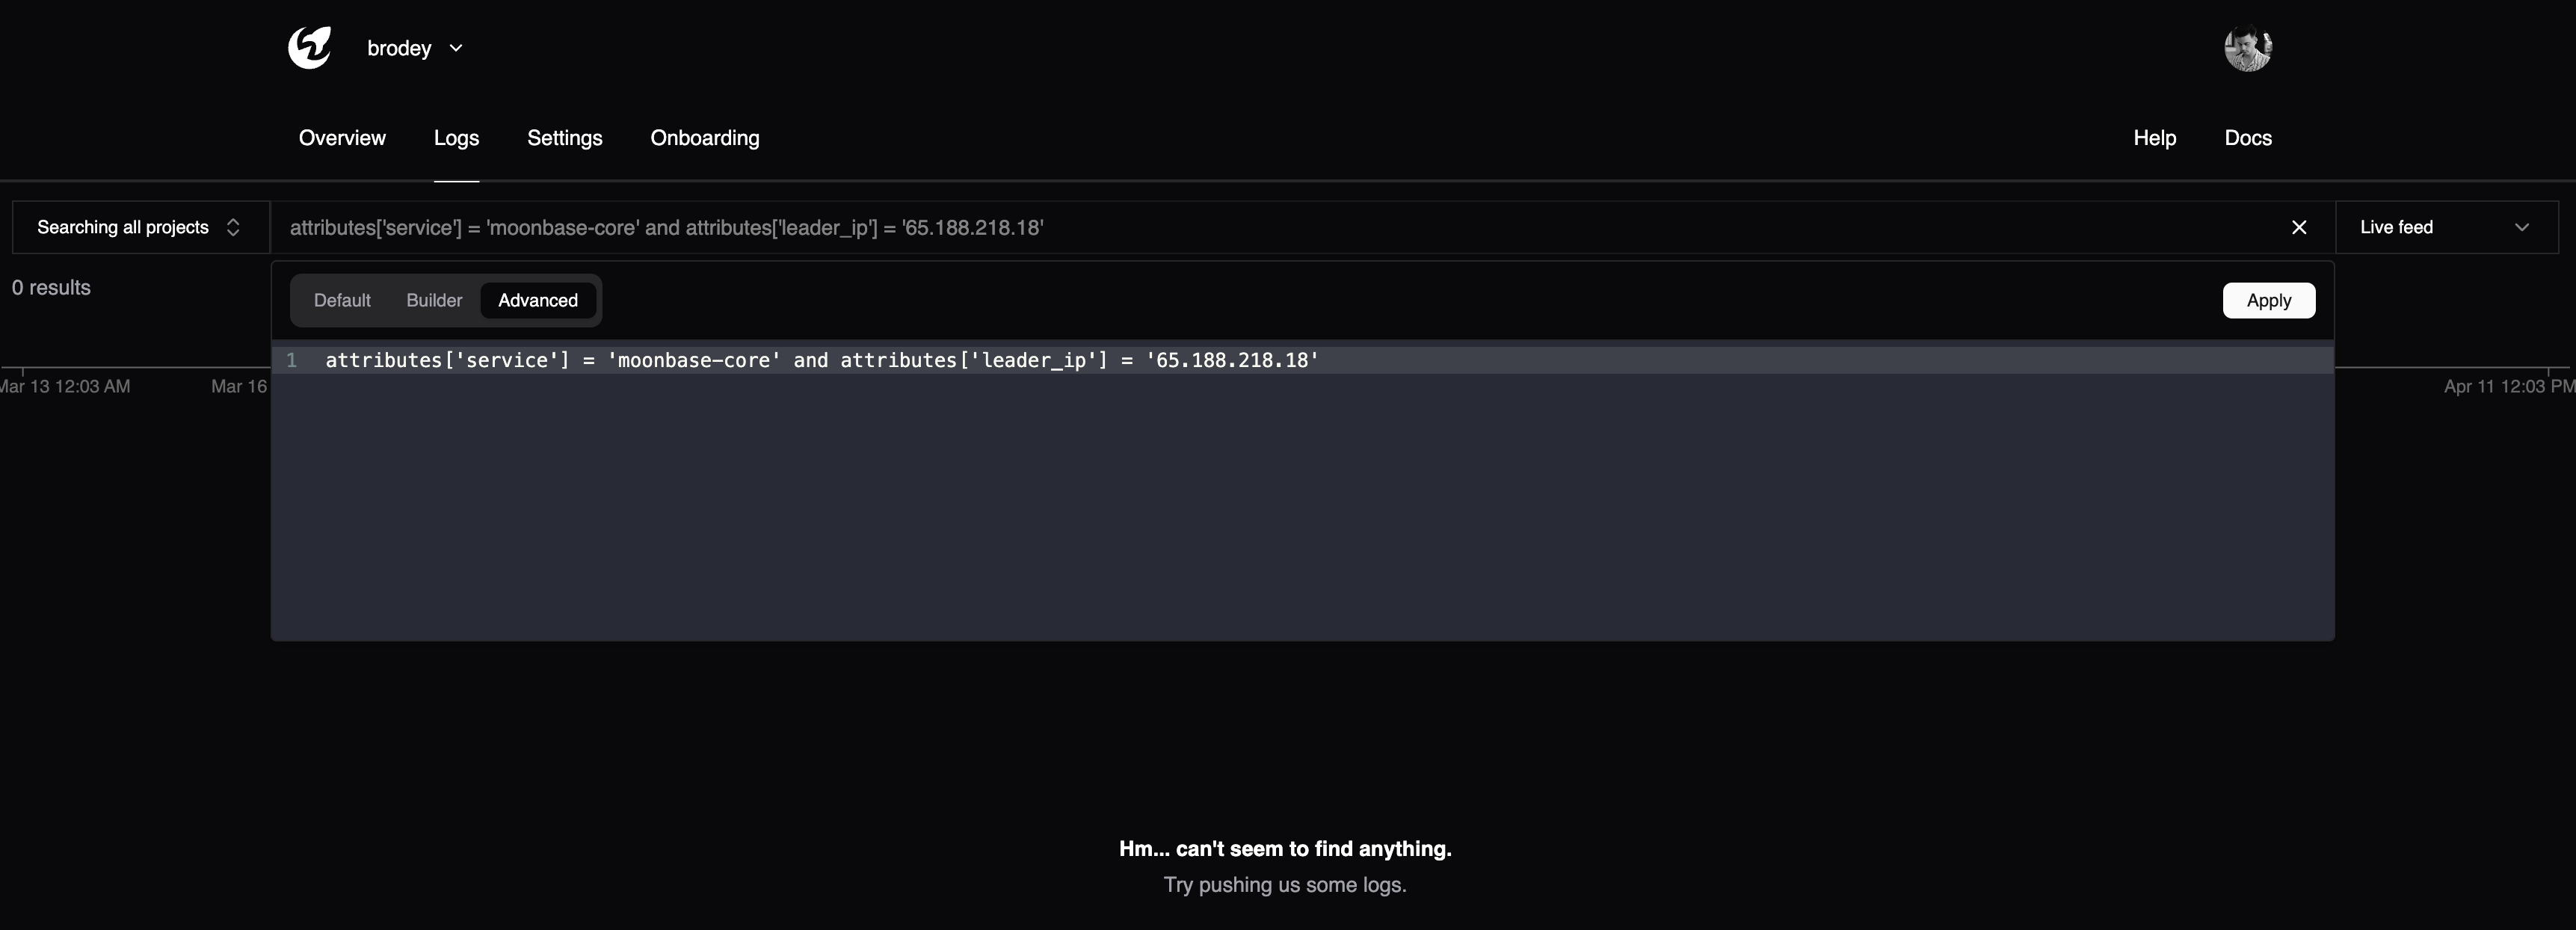 brodey
Overview Logs Settings Onboarding Help Docs
Searching all projects attributes['service'] = 'moonbase-core' and attributes['leader_ip'] = '65.188.218.18' Live feed
0 results
Default Builder Advanced Apply
1 attributes['service'] = 'moonbase-core' and attributes['leader_ip'] = '65.188.218.18'
Mar 13 12:03 AM Mar 16 Apr 11 12:03 PM
Hm... can't seem to find anything.
Try pushing us some logs.